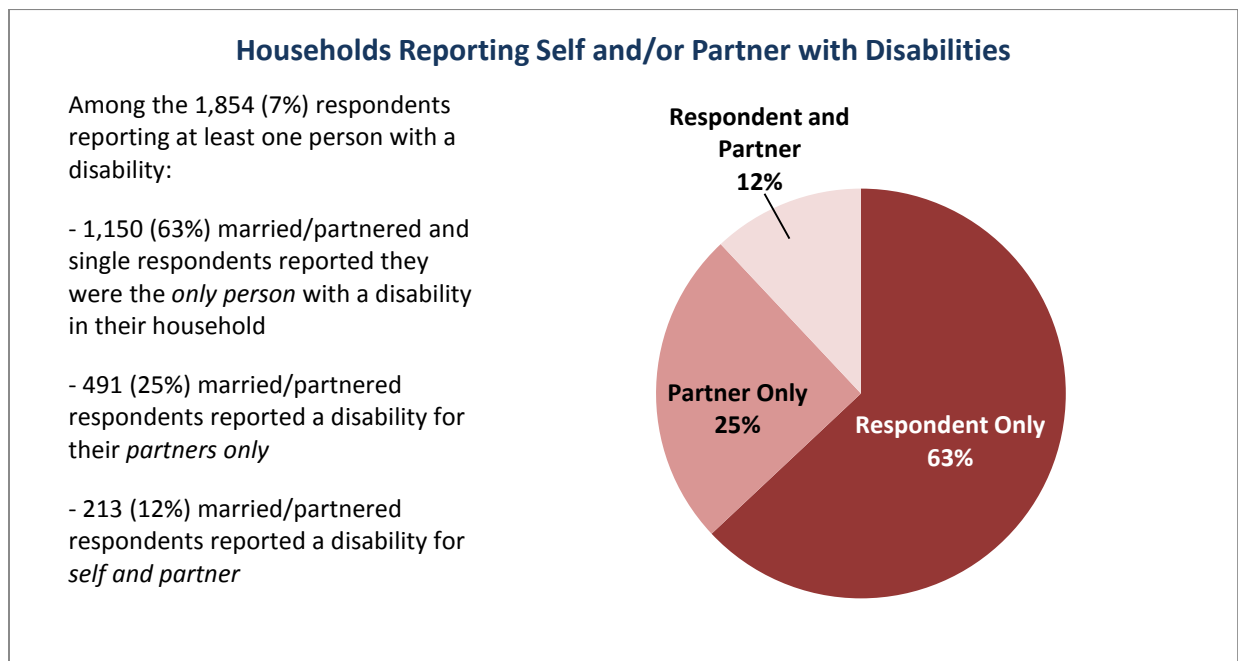 Households Reporting Self and/or Partner with Disabilities
Among the 1,854 (7%) respondents
reporting at least one person with a
disability:
- 1,150 (63%) married/partnered and
single respondents reported they
were the only person with a disability
in their household
- 491 (25%) married/partnered
respondents reported a disability for
their partners only
- 213 (12%) married/partnered
respondents reported a disability for
self and partner
Respondent and
Partner
12%
Partner Only
25%
Respondent Only
63%